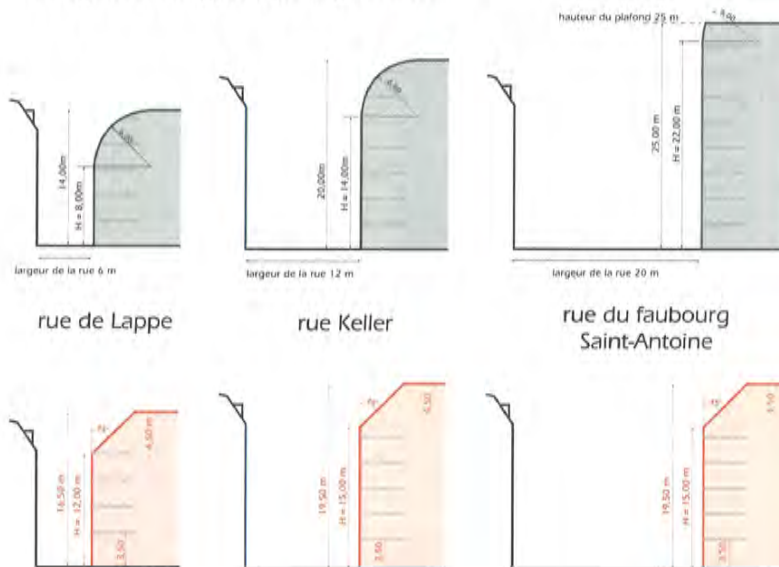 hauteur du plafond 25 m
14,00m
H = 8,00m
6,00
largeur de la rue 6 m
20,00m
H = 14,00m
largeur de la rue 12 m
25,00 m
H = 22,00m
largeur de la rue 20 m
rue de Lappe
rue Keller
rue du faubourg
Saint-Antoine
16,50 m
H = 12,00 m
4,50 m
3,50
19,50 m
H = 15,00 m
4,50
3,50
19,50 m
H = 15,00 m
3,50